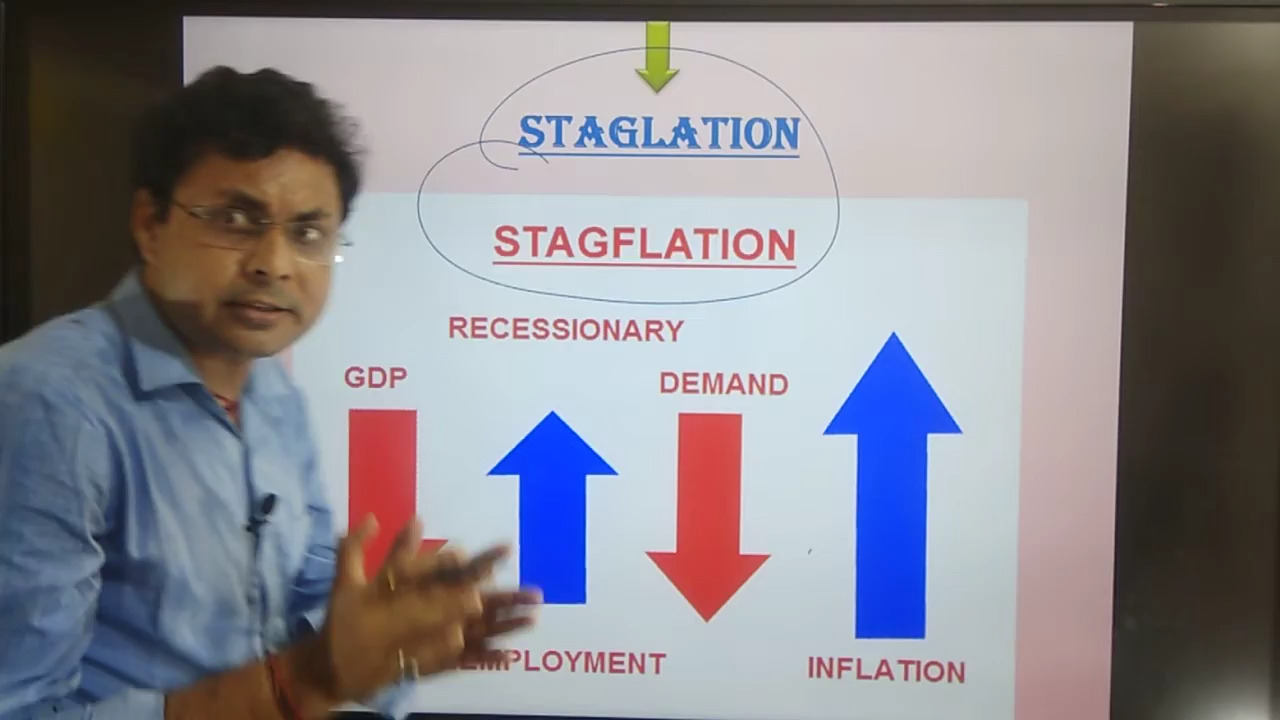 STAGLATION
STAGFLATION
RECESSIONARY
GDP
DEMAND
INFLATION